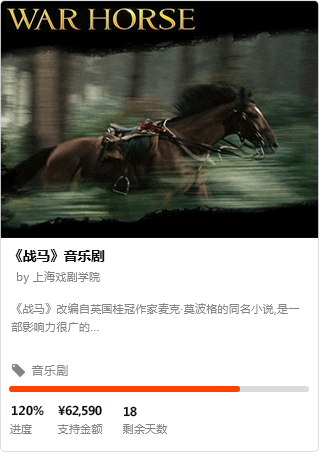 WAR HORSE
《战马》音乐剧
by 上海戏剧学院
《战马》改编自英国桂冠作家麦克·莫波格的同名小说,是一
部影响力很广的...
音乐剧
120% ¥62,590 18
进度 支持金额 剩余天数